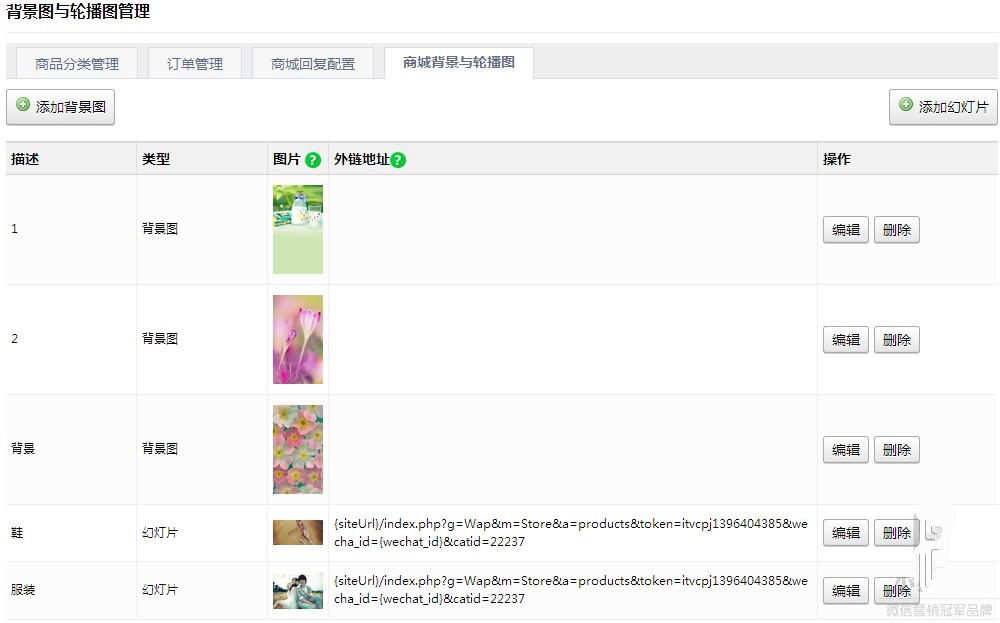 背景图与轮播图管理
商品分类管理 订单管理 商城回复配置 商城背景与轮播图
添加背景图 添加幻灯片
描述 类型 图片 ? 外链地址 ? 操作
1 背景图 编辑 删除
2 背景图 编辑 删除
背景 背景图 编辑 删除
鞋 幻灯片 {siteUrl}/index.php?g=Wap&m=Store&a=products&token=itvcpj1396404385&we
cha_id={wechat_id}&catid=22237 编辑 删除
服装 幻灯片 {siteUrl}/index.php?g=Wap&m=Store&a=products&token=itvcpj1396404385&we
cha_id={wechat_id}&catid=22237 编辑 删除
微信营销冠军品牌